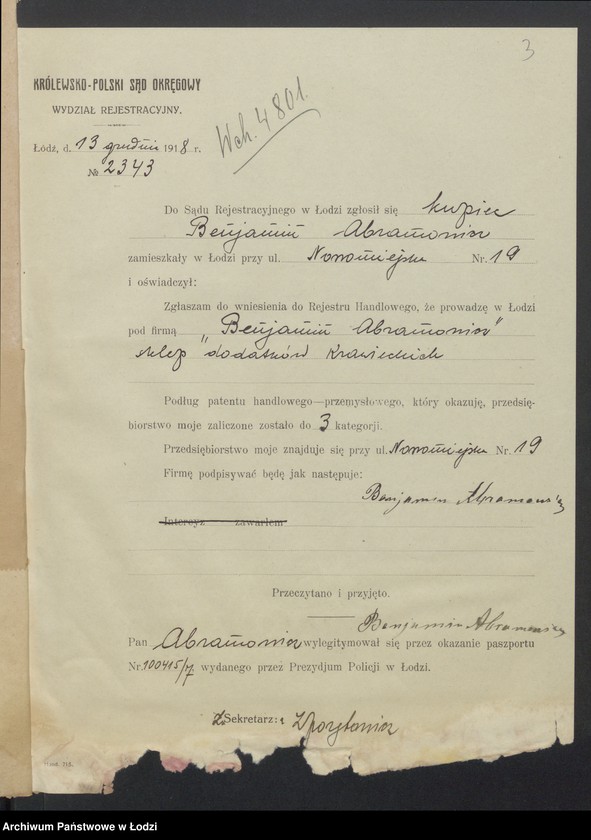 3
KRÓLEWSKO-POLSKI SĄD OKRĘGOWY
WYDZIAŁ REJESTRACYJNY.
Wch. 4801.
Łódź, d. 13 grudnia 1918 r.
№ 2343
Do Sądu Rejestracyjnego w Łodzi zgłosił się kupiec
Benjamin Abramowicz
zamieszkały w Łodzi przy ul. Nowomiejska Nr. 19
i oświadczył:
Zgłaszam do wniesienia do Rejestru Handlowego, że prowadzę w Łodzi
pod firmą „Benjamin Abramowicz"
sklep dodatków krawieckich
Podług patentu handlowego—przemysłowego, który okazuję, przedsię-
biorstwo moje zaliczone zostało do 3 kategorji.
Przedsiębiorstwo moje znajduje się przy ul. Nowomiejska Nr. 19
Firmę podpisywać będę jak następuje:
Benjamin Abramowicz
Intercyz zawarłem
Przeczytano i przyjęto.
Benjamin Abramowicz
Pan Abramowicz wylegitymował się przez okazanie paszportu
Nr. 100415/17 wydanego przez Prezydjum Policji w Łodzi.
Sekretarz:
713.
Archiwum Państwowe w Łodzi